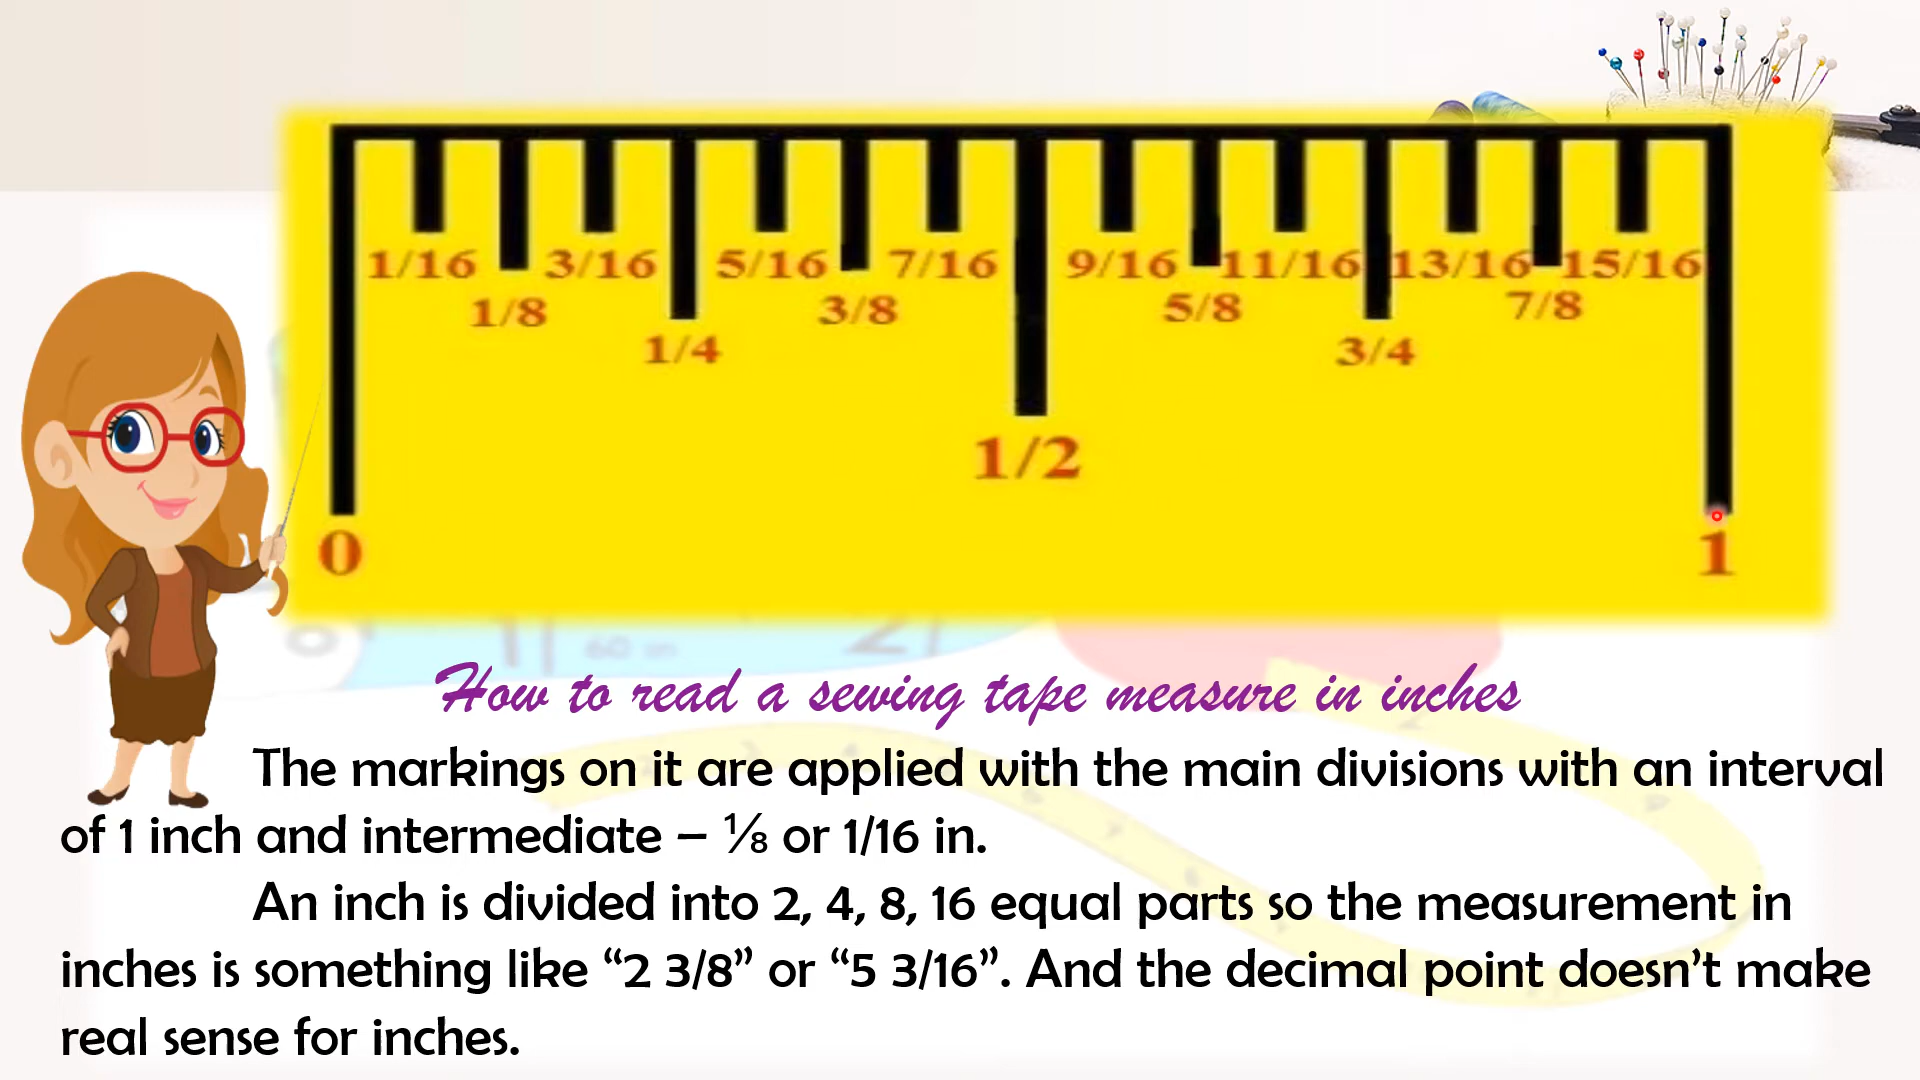 1/16 3/16 5/16 7/16 9/16 11/16 13/16 15/16
1/8 3/8 5/8 7/8
1/4 3/4
1/2
0 1
60 in
How to read a sewing tape measure in inches
The markings on it are applied with the main divisions with an interval
of 1 inch and intermediate – ⅛ or 1/16 in.
An inch is divided into 2, 4, 8, 16 equal parts so the measurement in
inches is something like “2 3/8” or “5 3/16”. And the decimal point doesn’t make
real sense for inches.